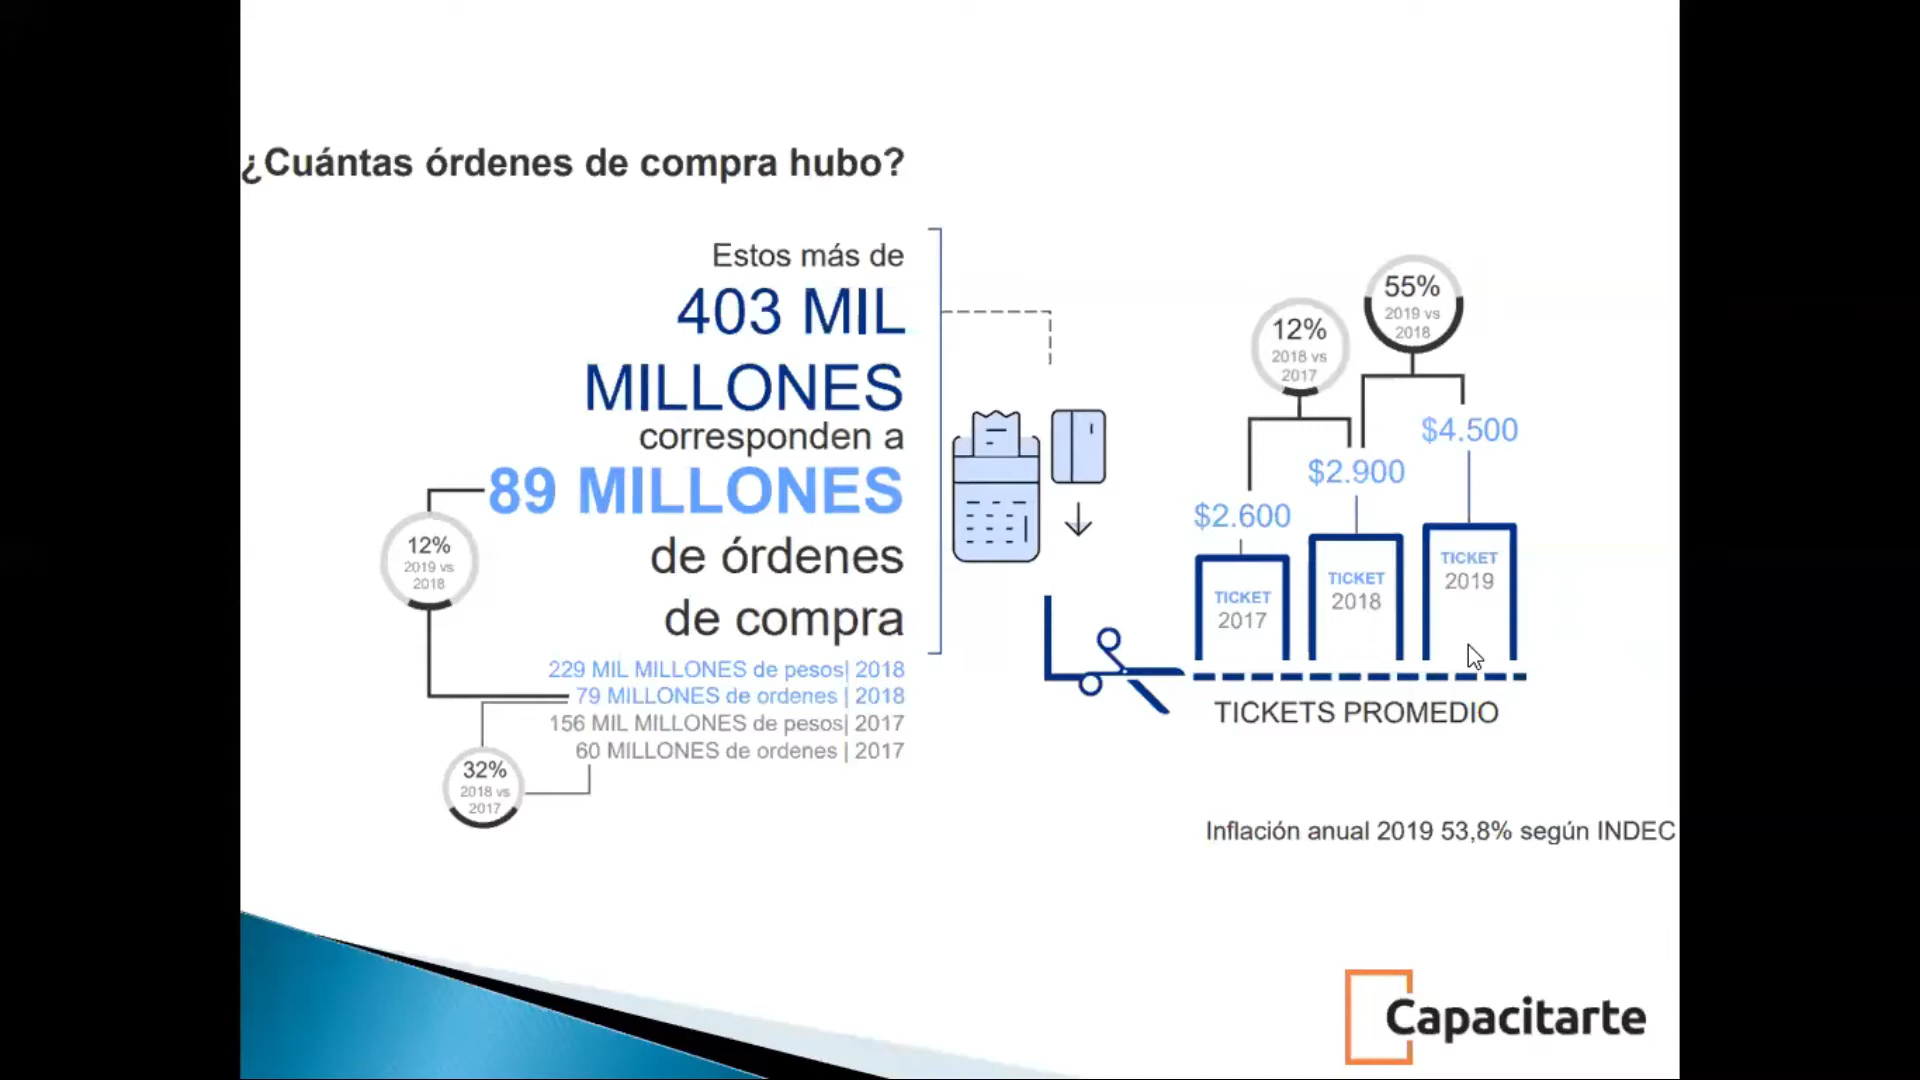 ¿Cuántas órdenes de compra hubo?
Estos más de
403 MIL
MILLONES
corresponden a
89 MILLONES
de órdenes
de compra
229 MIL MILLONES de pesos| 2018
79 MILLONES de ordenes | 2018
156 MIL MILLONES de pesos| 2017
60 MILLONES de ordenes | 2017
12%
2019 vs
2018
32%
2018 vs
2017
12%
2018 vs
2017
55%
2019 vs
2018
$2.600
$2.900
$4.500
TICKET
2017
TICKET
2018
TICKET
2019
TICKETS PROMEDIO
Inflación anual 2019 53,8% según INDEC
Capacitarte